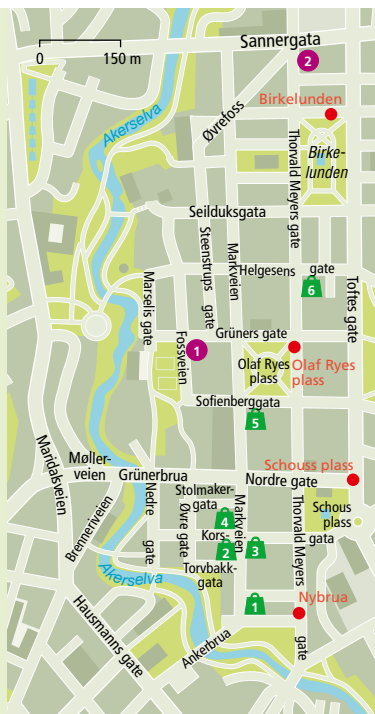 Sannergata
0 150 m
2
Akerselva
Øvrefoss
Birkelunden
Birke-
lunden
Thorvald Meyers gate
Seilduksgata
Steenstrups gate
Markveien
Helgesens gate
6
Toftes gate
Marselis gate
Fossveien
1
Grüners gate
Olaf Ryes
plass
Olaf Ryes
plass
Sofienberggata
5
Maridalsveien
Møller-
veien
Grünerbrua
Schouss plass
Nordre gate
Nedre gate
Stolmaker-
gata
Øvre gate
4
Markveien
Schous
plass
Brenneriveien
Kors- gata
2
3
Thorvald Meyers gate
Torvbakk-
gata
Akerselva
1
Nybrua
Hausmanns gate
Ankerbrua